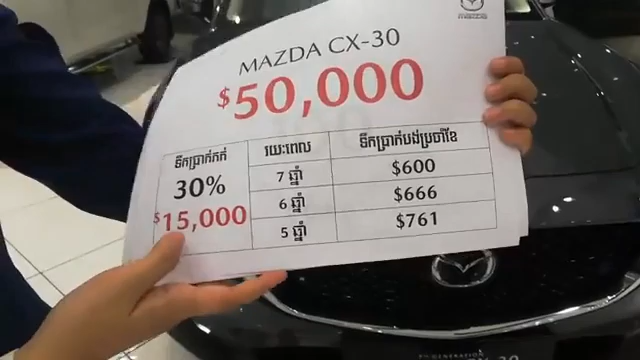 mazda
MAZDA CX-30
$50,000
ទឹកប្រាក់កក់
30%
$15,000
រយៈពេល
ទឹកប្រាក់បង់ប្រចាំខែ
7 ឆ្នាំ
$600
6 ឆ្នាំ
$666
5 ឆ្នាំ
$761